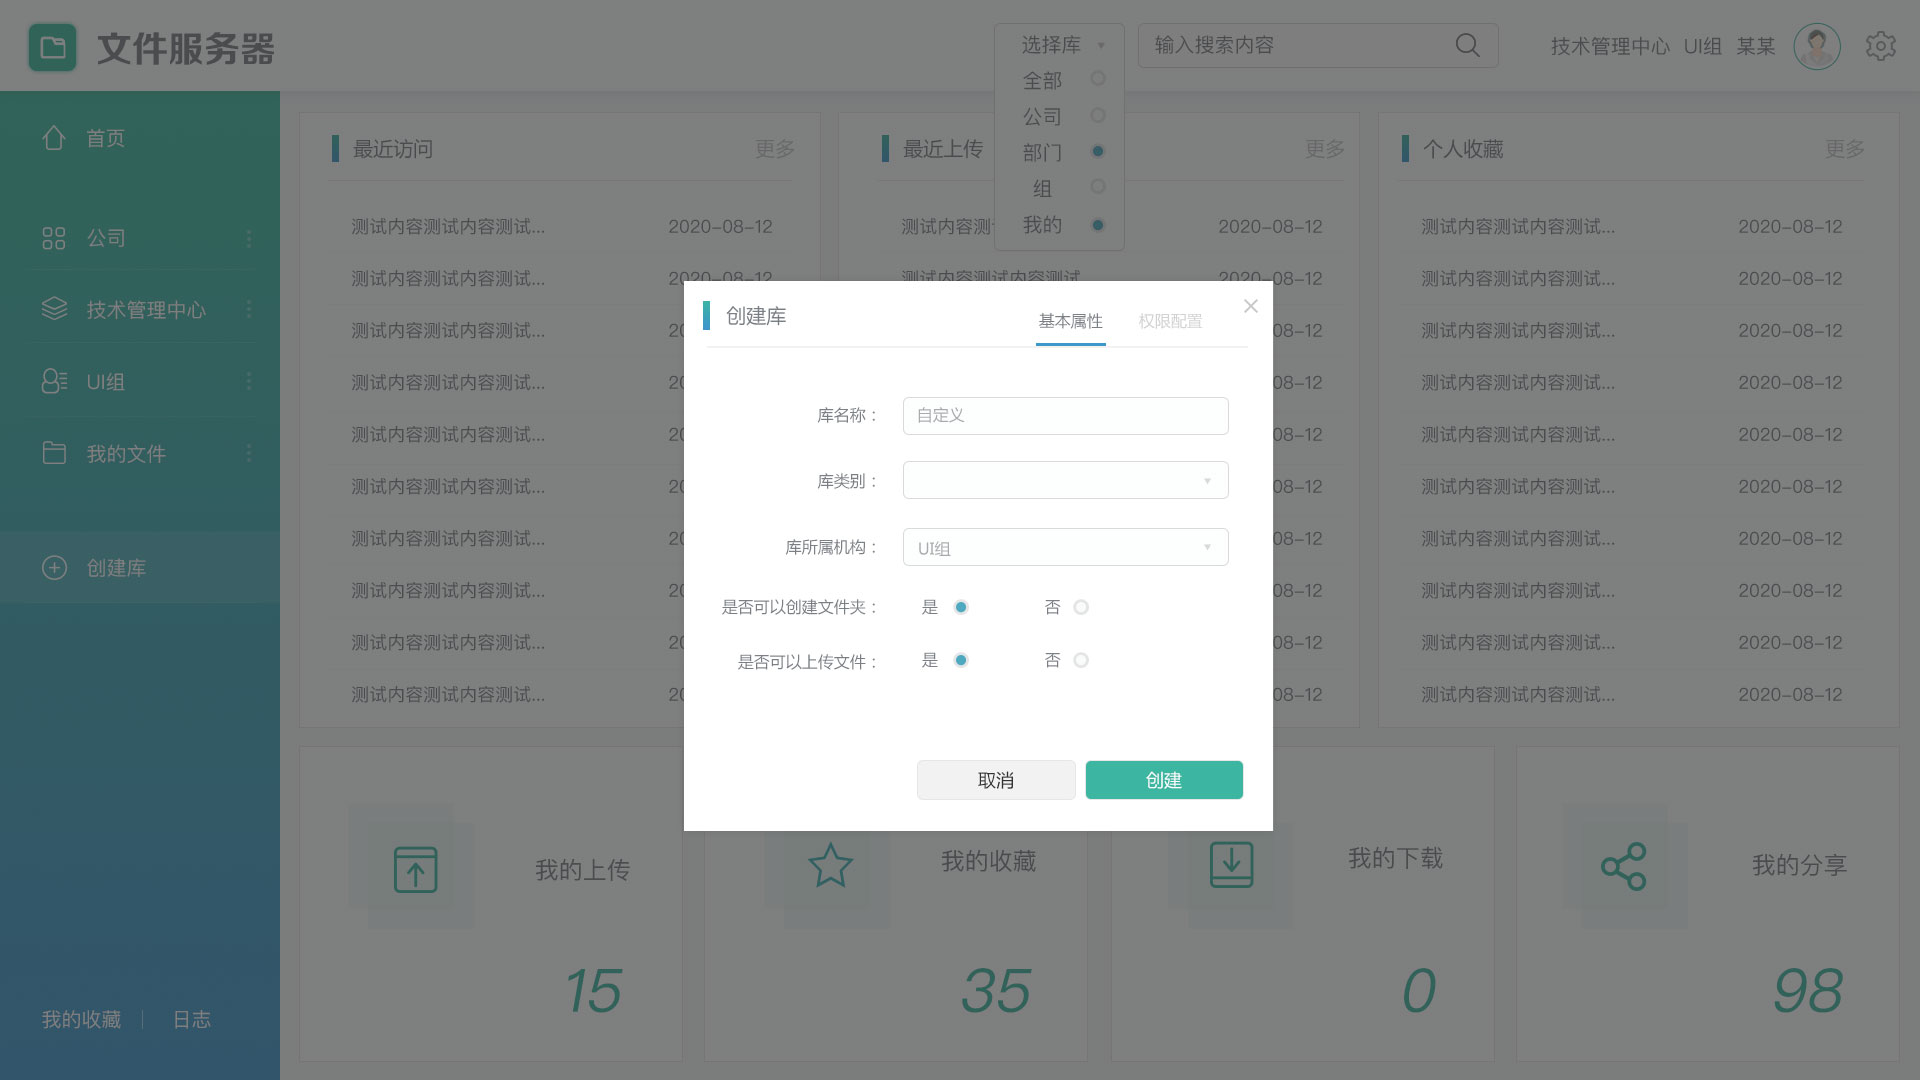 文件服务器
选择库
输入搜索内容
技术管理中心 UI组 某某
全部
公司
部门
组
我的
首页
公司
技术管理中心
UI组
我的文件
创建库
我的收藏 | 日志
最近访问 更多
测试内容测试内容测试... 2020-08-12
测试内容测试内容测试... 2020-08-12
测试内容测试内容测试...
测试内容测试内容测试...
测试内容测试内容测试...
测试内容测试内容测试...
测试内容测试内容测试...
测试内容测试内容测试...
测试内容测试内容测试...
测试内容测试内容测试...
最近上传 更多
测试内容测 2020-08-12
测试内容测试内容测试... 2020-08-12
08-12
08-12
08-12
08-12
08-12
08-12
08-12
08-12
个人收藏 更多
测试内容测试内容测试... 2020-08-12
测试内容测试内容测试... 2020-08-12
测试内容测试内容测试... 2020-08-12
测试内容测试内容测试... 2020-08-12
测试内容测试内容测试... 2020-08-12
测试内容测试内容测试... 2020-08-12
测试内容测试内容测试... 2020-08-12
测试内容测试内容测试... 2020-08-12
测试内容测试内容测试... 2020-08-12
测试内容测试内容测试... 2020-08-12
创建库
基本属性 权限配置
库名称： 自定义
库类别：
库所属机构： UI组
是否可以创建文件夹： 是 否
是否可以上传文件： 是 否
取消 创建
我的上传
15
我的收藏
35
我的下载
0
我的分享
98